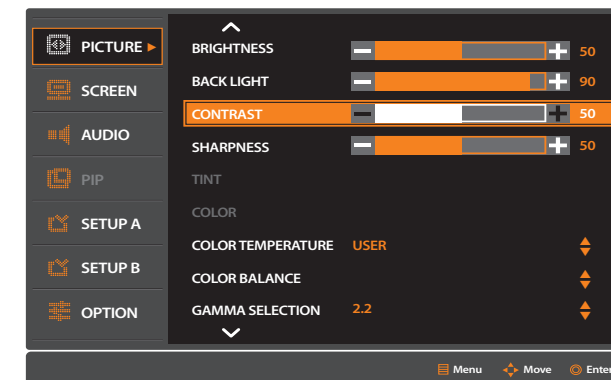 PICTURE
SCREEN
AUDIO
PIP
SETUP A
SETUP B
OPTION
BRIGHTNESS 50
BACK LIGHT 90
CONTRAST 50
SHARPNESS 50
TINT
COLOR
COLOR TEMPERATURE USER
COLOR BALANCE
GAMMA SELECTION 2.2
Menu Move Enter